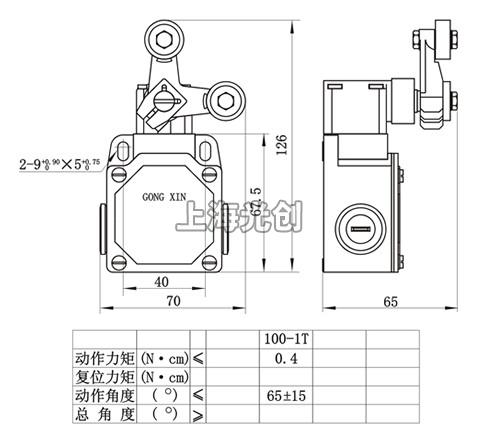 126
2-9+0.90 0×5+0.75 0
GONG XIN
67.5
上海光创
40
70
65
100-1T
动作力矩 (N·cm) ≤ 0.4
复位力矩 (N·cm)
动作角度 (°) ≤ 65±15
总角度 (°) ≥